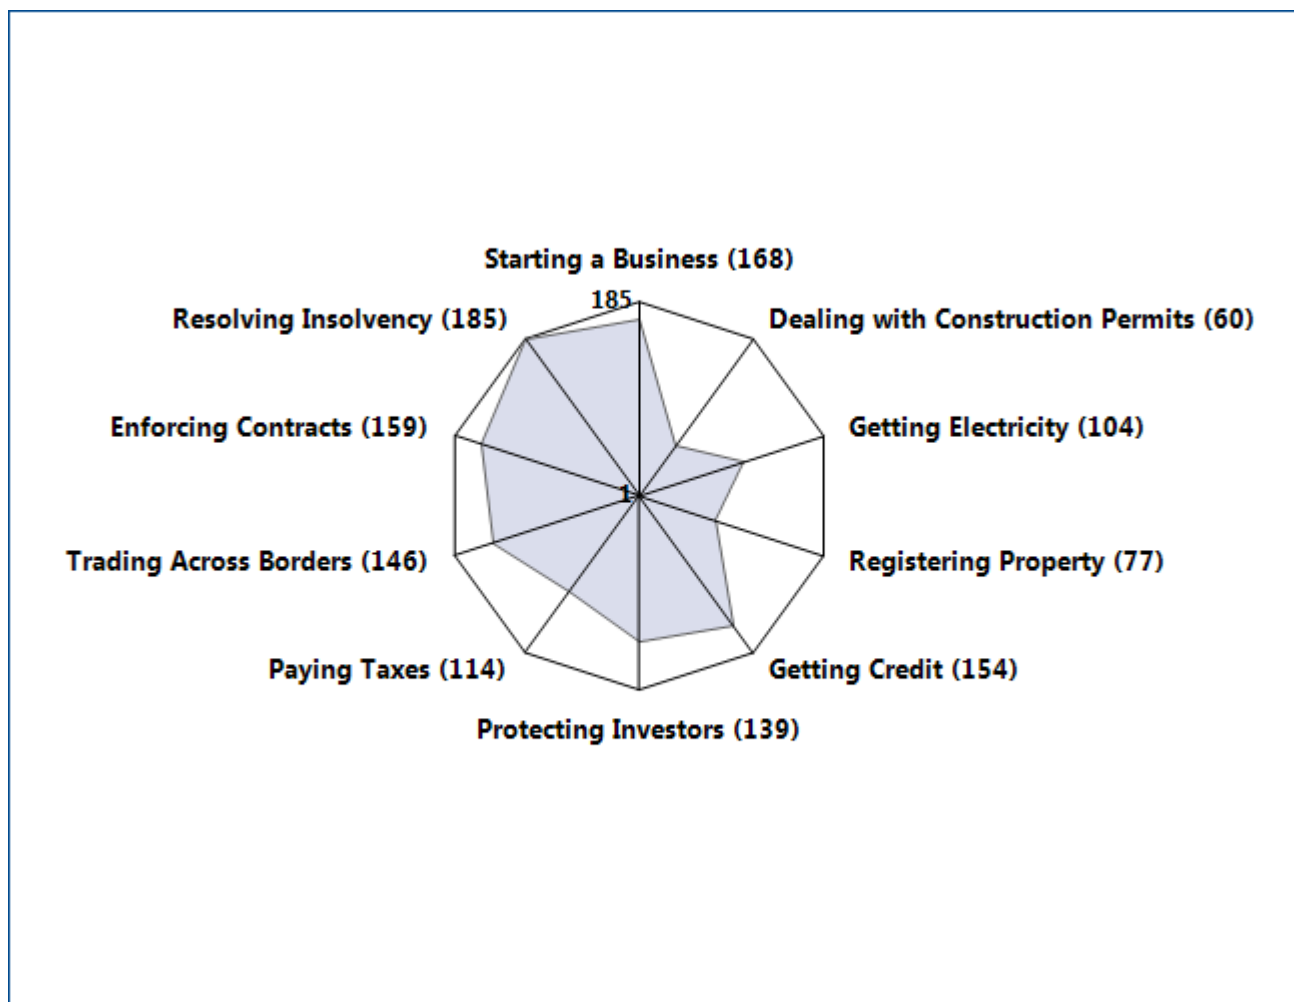 Starting a Business (168)
185
Resolving Insolvency (185)
Dealing with Construction Permits (60)
Enforcing Contracts (159)
Getting Electricity (104)
1
Trading Across Borders (146)
Registering Property (77)
Paying Taxes (114)
Getting Credit (154)
Protecting Investors (139)